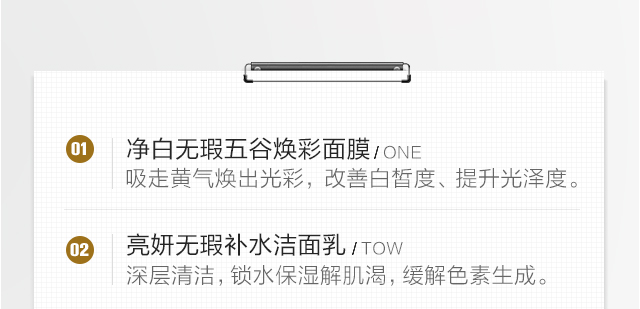 01 净白无瑕五谷焕彩面膜/ONE
吸走黄气焕出光彩，改善白皙度、提升光泽度。
02 亮妍无瑕补水洁面乳/TOW
深层清洁，锁水保湿解肌渴，缓解色素生成。